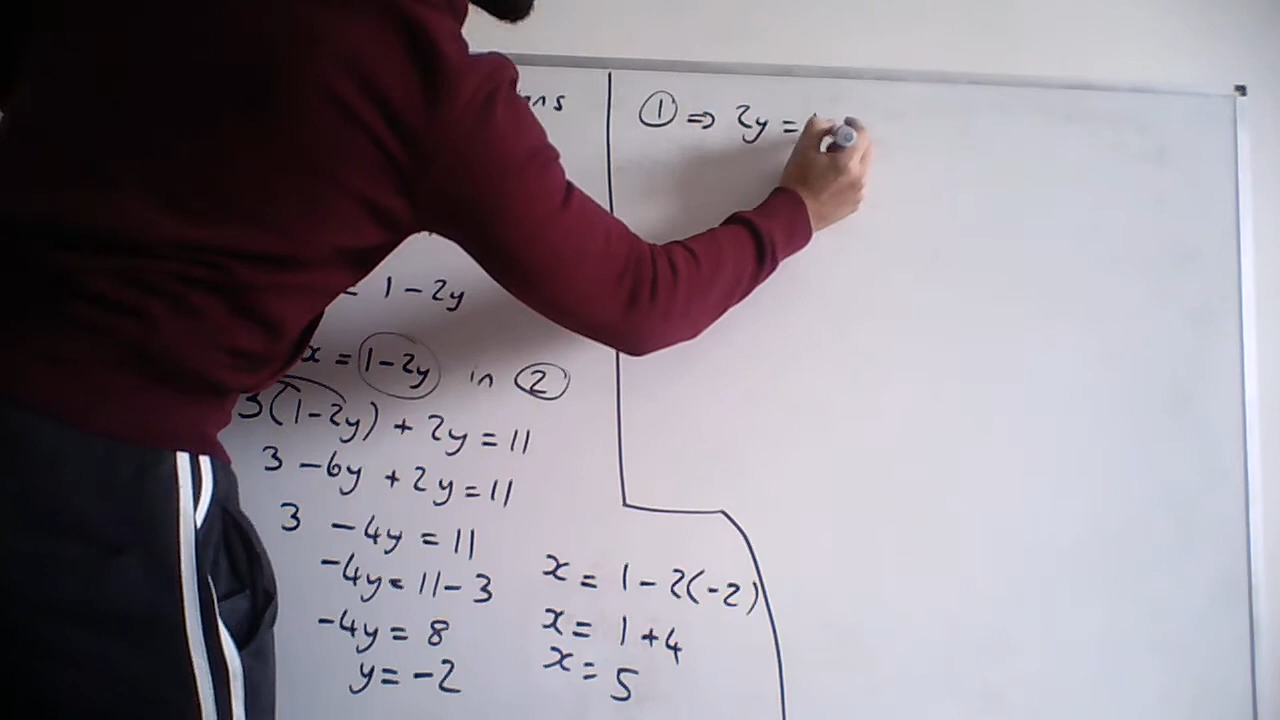 = 1 - 2y
x = 1 - 2y in 2
3(1 - 2y) + 2y = 11
3 - 6y + 2y = 11
3 - 4y = 11
-4y = 11 - 3
-4y = 8
y = -2
x = 1 - 2(-2)
x = 1 + 4
x = 5
1 ⇒ 2y =